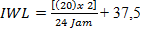 IWL = [(20)x 2] / 24 Jam + 37,5